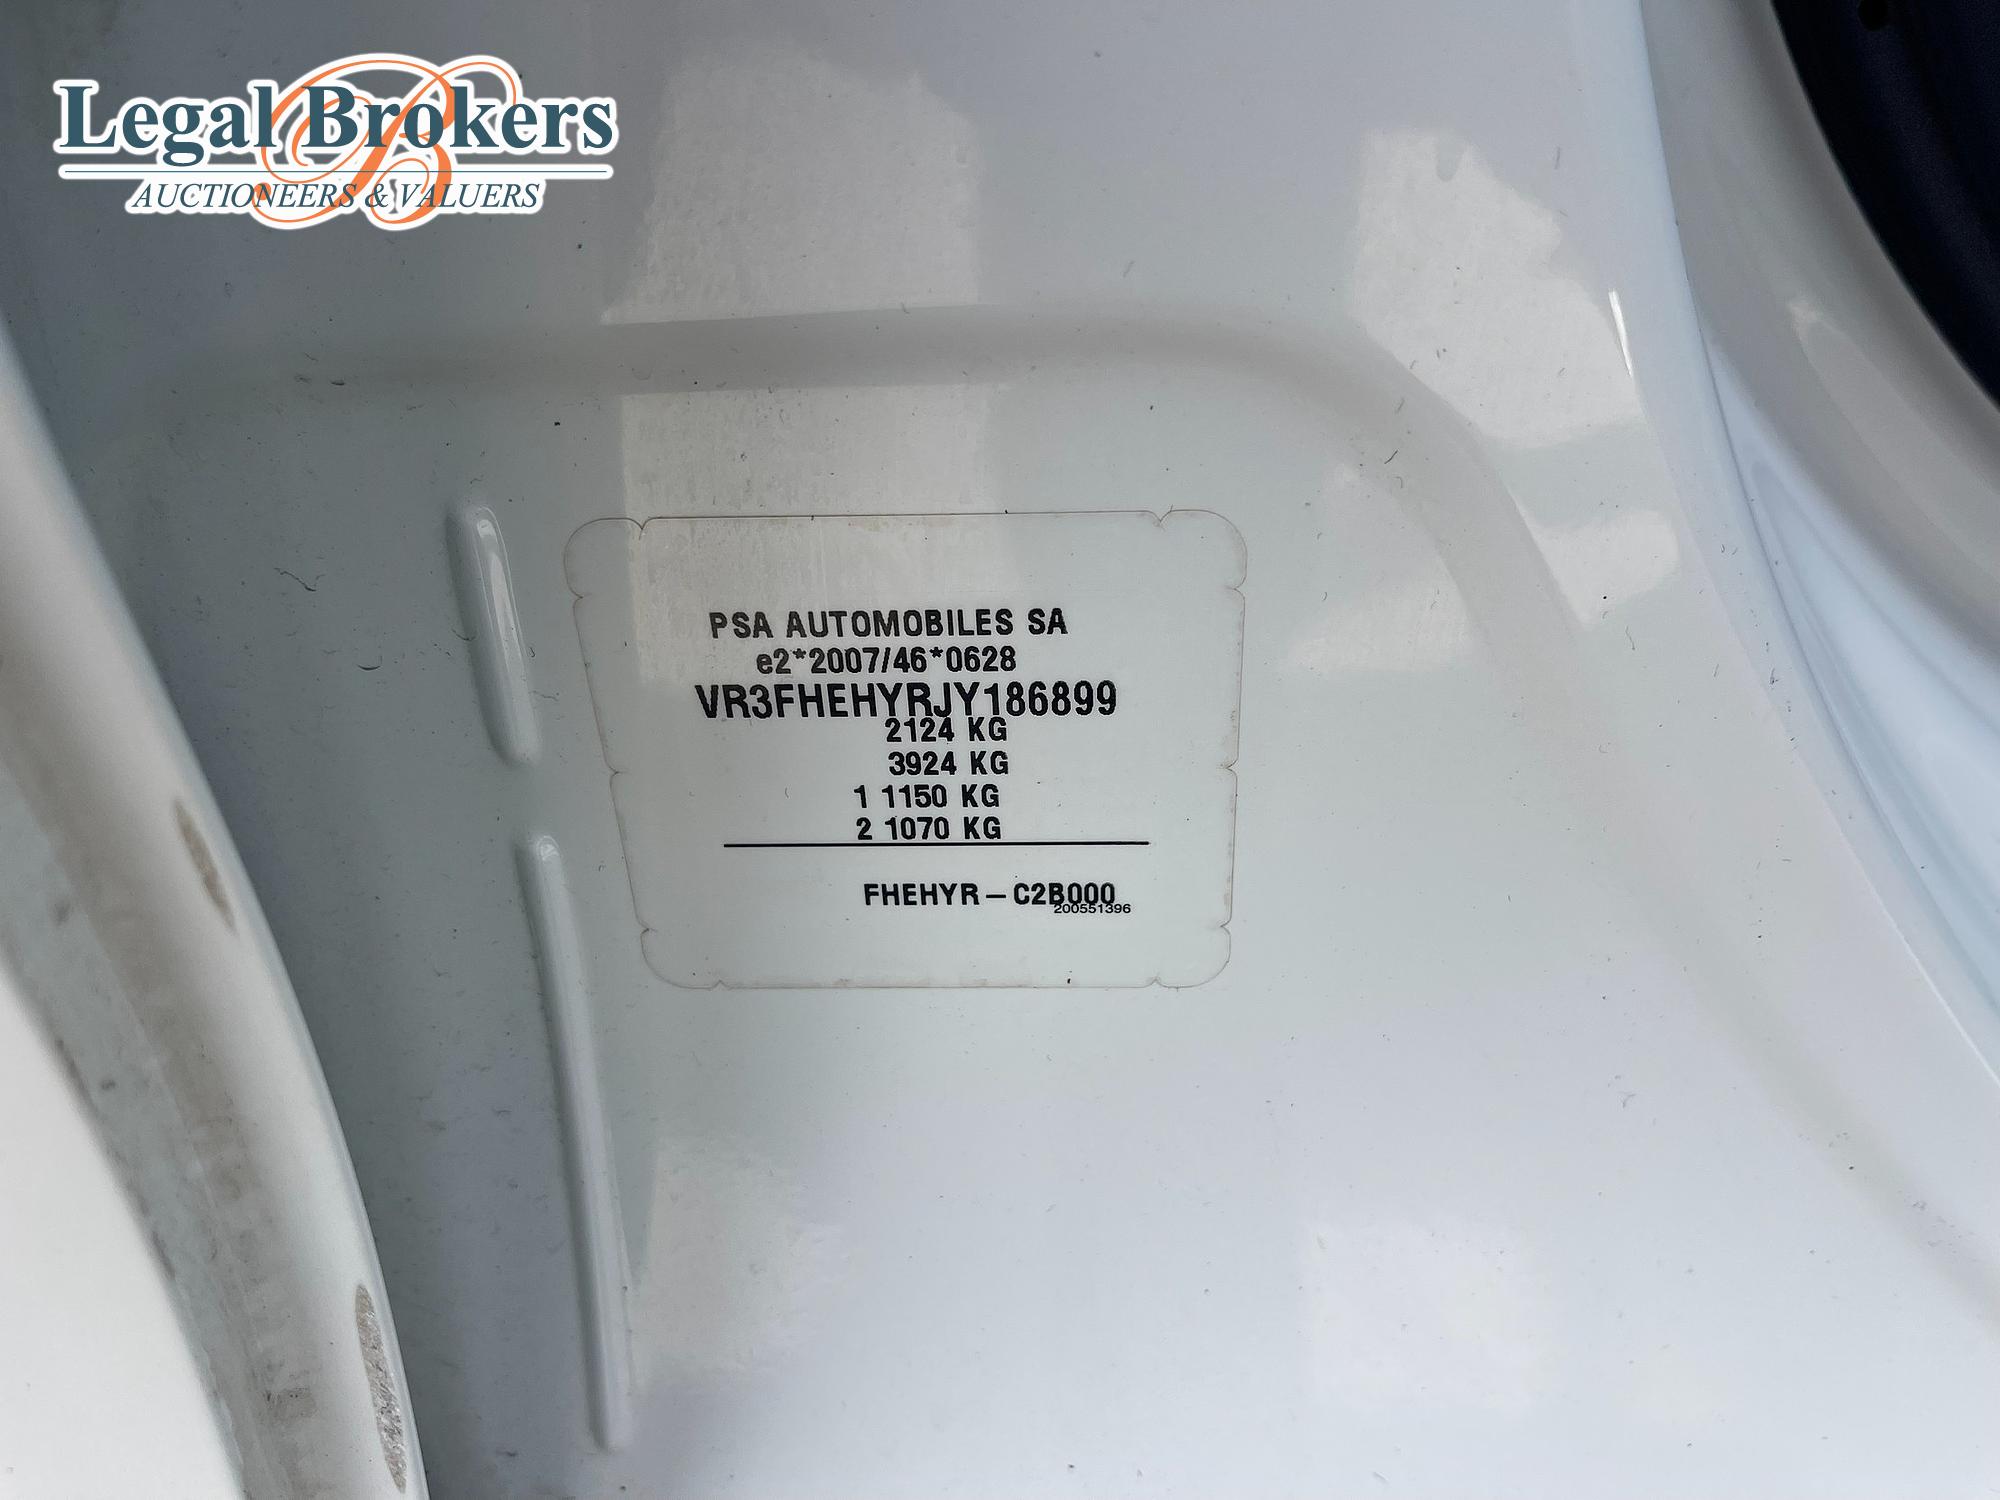 Legal Brokers
AUCTIONEERS & VALUERS
PSA AUTOMOBILES SA
e2*2007/46*0628
VR3FHEHYRJY186899
2124 KG
3924 KG
1 1150 KG
2 1070 KG
FHEHYR-C2B000
200551396